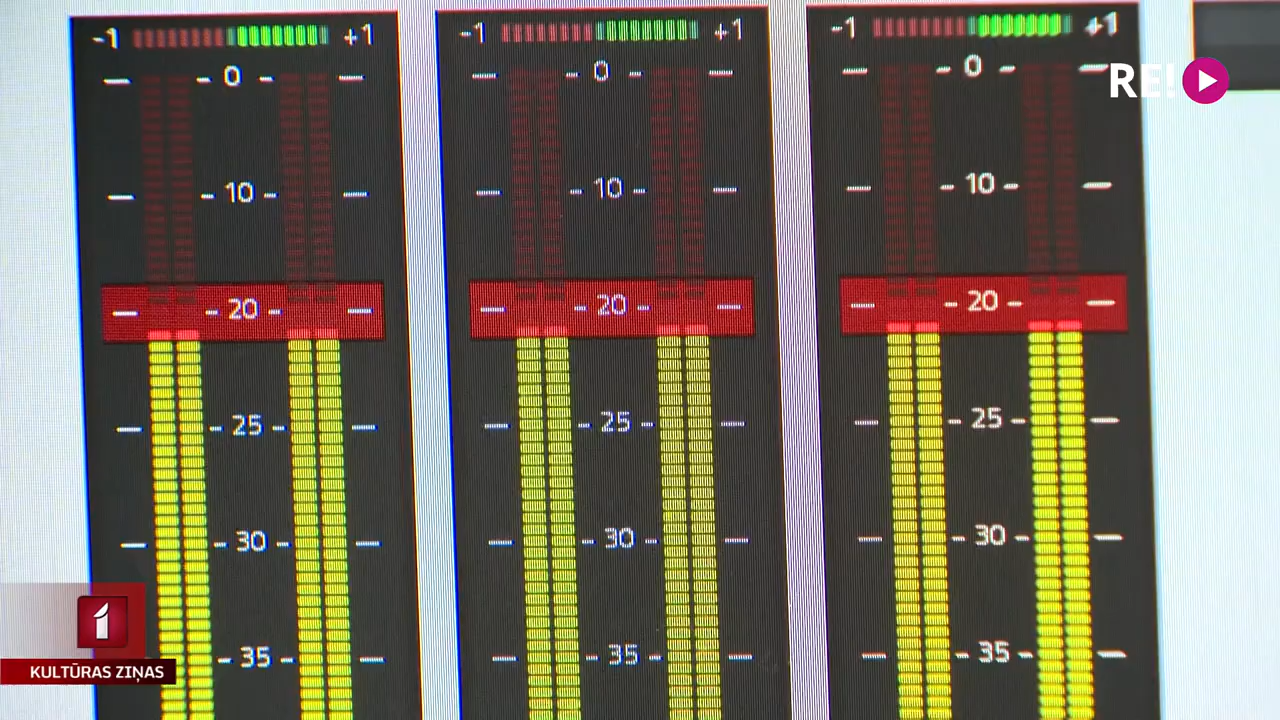 -1 +1 -1 +1 -1 +1
0 0 0
RE!
10 10 10
20 20 20
25 25 25
30 30 30
35 35 35
1
KULTŪRAS ZIŅAS